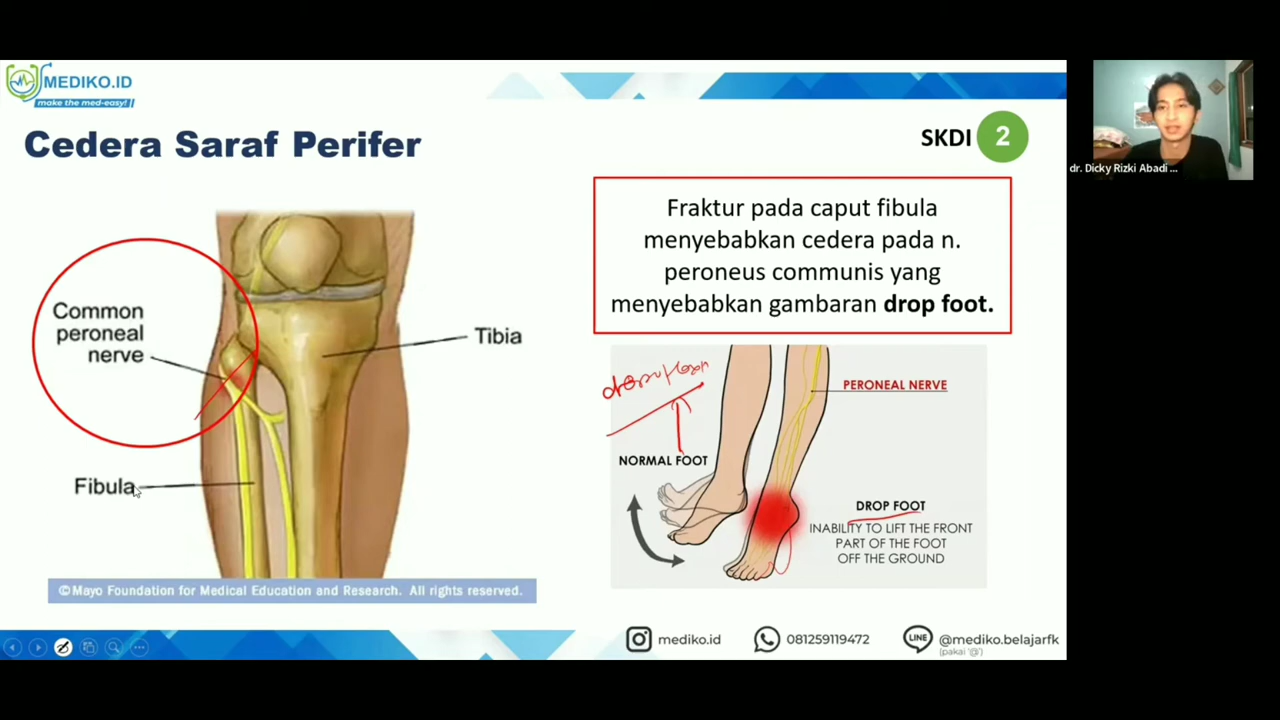 MEDIKO.ID
make the med-easy!
Cedera Saraf Perifer
SKDI 2
dr. Dicky Rizki Abadi ...
Fraktur pada caput fibula
menyebabkan cedera pada n.
peroneus communis yang
menyebabkan gambaran drop foot.
Common
peroneal
nerve
Tibia
Fibula
©Mayo Foundation for Medical Education and Research. All rights reserved.
PERONEAL NERVE
NORMAL FOOT
DROP FOOT
INABILITY TO LIFT THE FRONT
PART OF THE FOOT
OFF THE GROUND
mediko.id
081259119472
LINE
@mediko.belajarfk
(pakai '@')